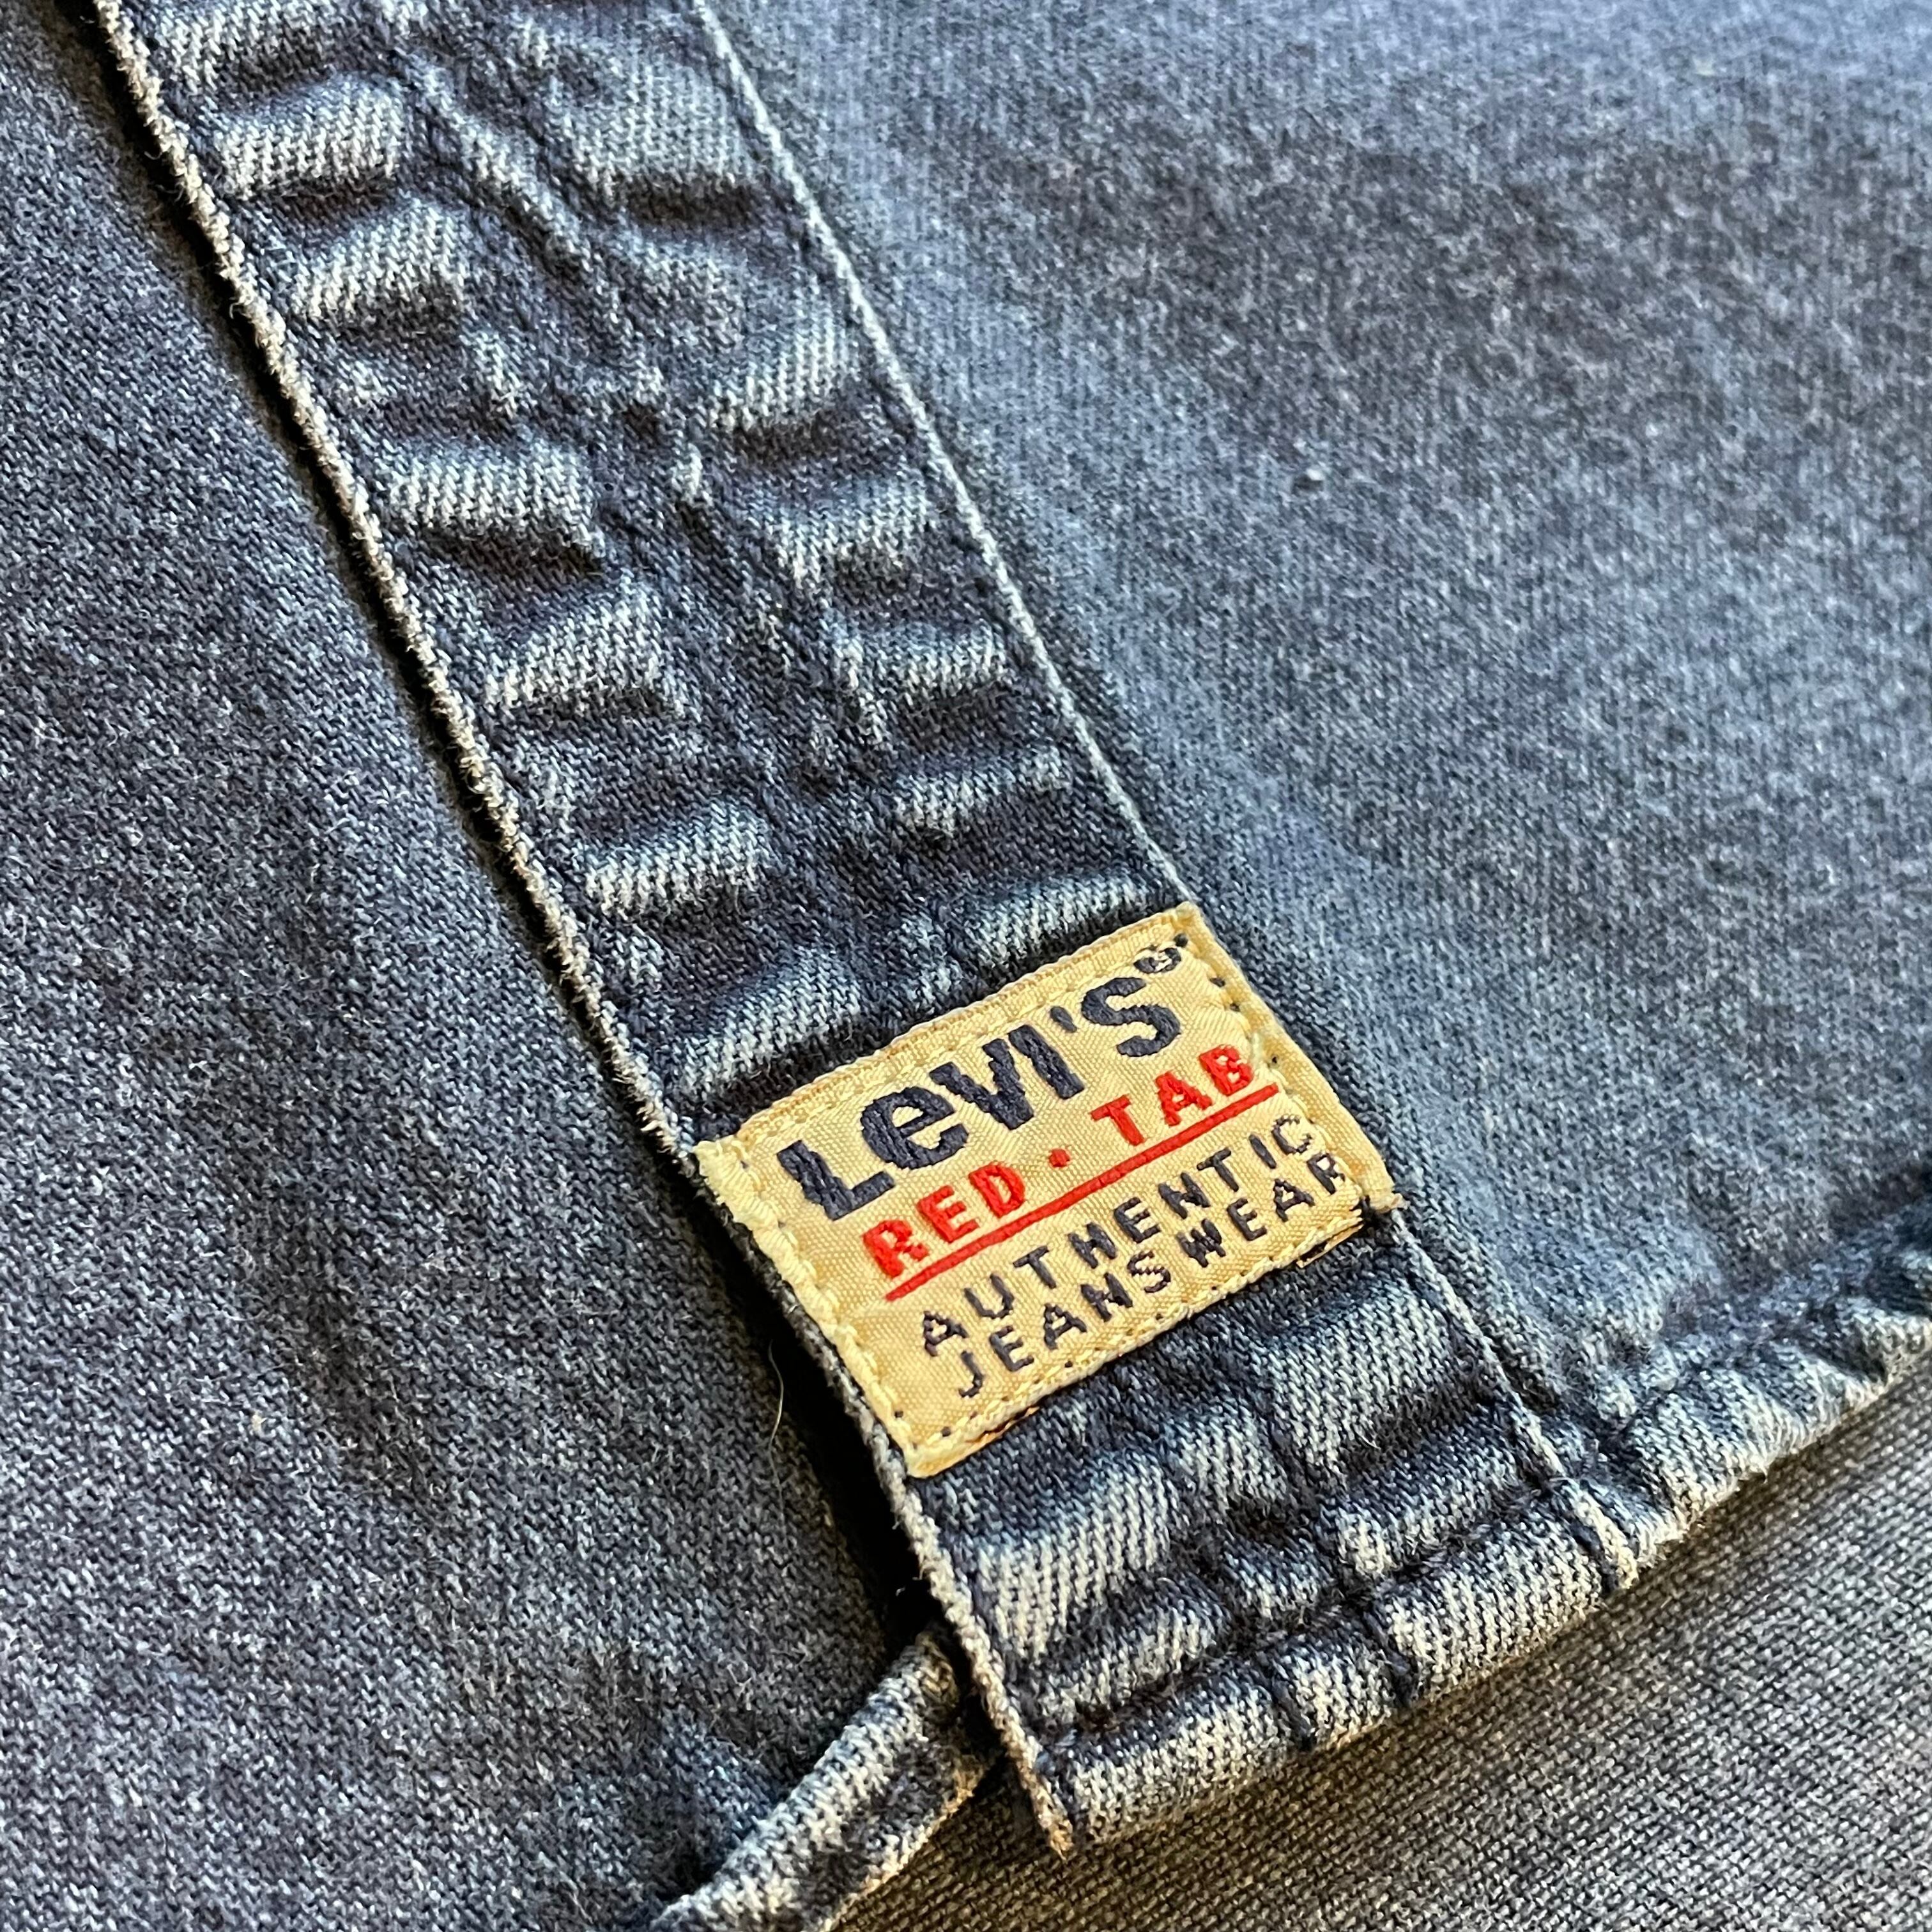 Levi's®
RED • TAB
AUTHENTIC
JEANSWEAR